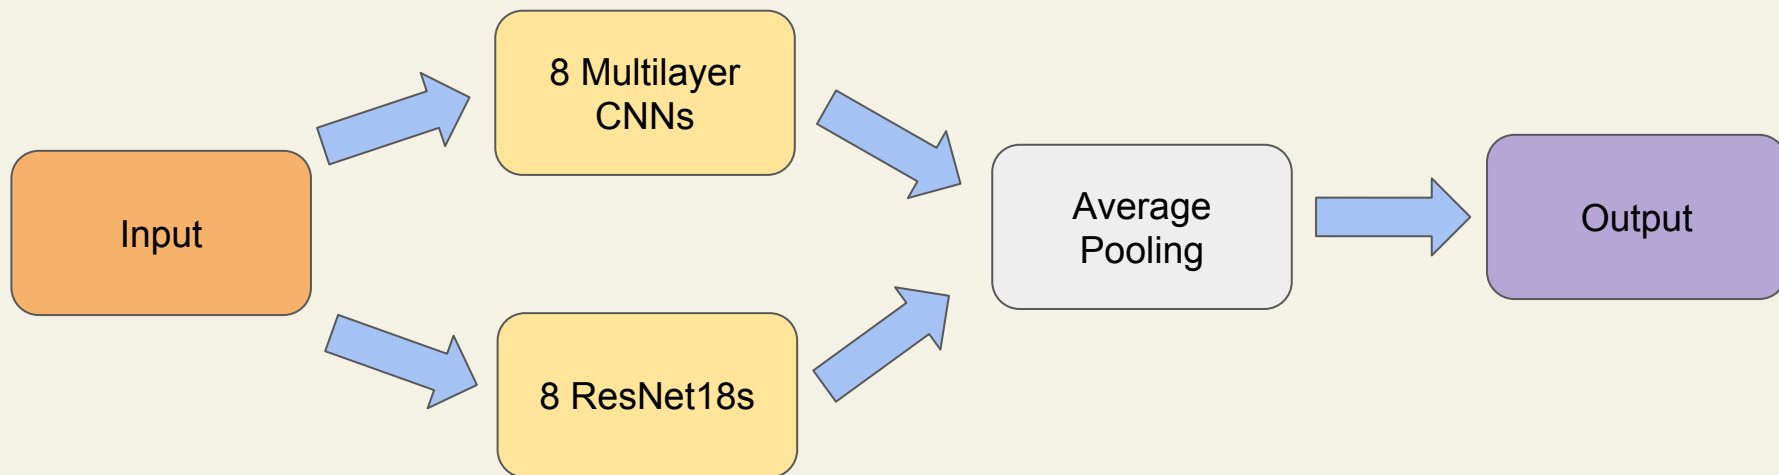 Input
8 Multilayer
CNNs
8 ResNet18s
Average
Pooling
Output